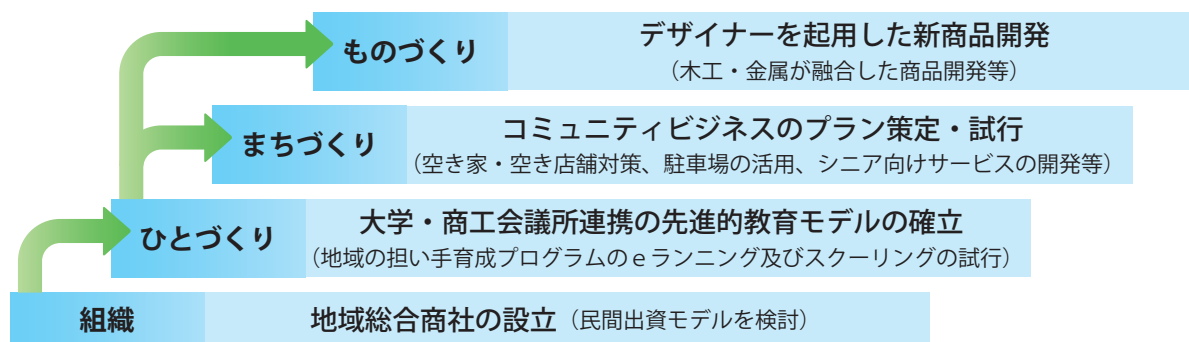 ものづくり
デザイナーを起用した新商品開発
（木工・金属が融合した商品開発等）
まちづくり
コミュニティビジネスのプラン策定・試行
（空き家・空き店舗対策、駐車場の活用、シニア向けサービスの開発等）
ひとづくり
大学・商工会議所連携の先進的教育モデルの確立
（地域の担い手育成プログラムのｅランニング及びスクーリングの試行）
組織
地域総合商社の設立（民間出資モデルを検討）